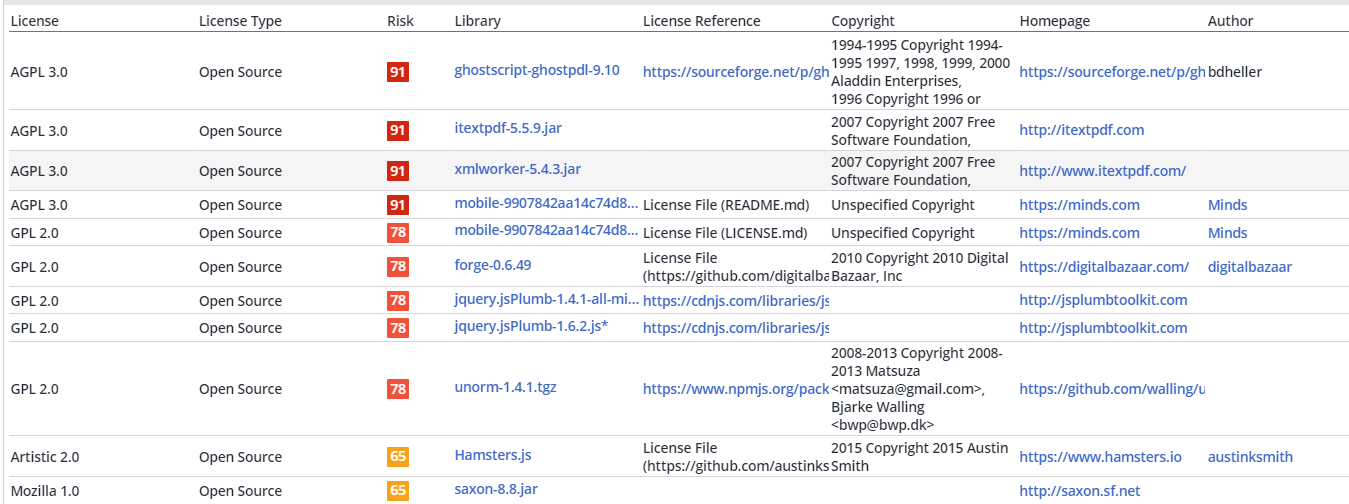 License License Type Risk Library License Reference Copyright Homepage Author
AGPL 3.0 Open Source 91 ghostscript-ghostpdl-9.10 https://sourceforge.net/p/gh 1994-1995 Copyright 1994-
1995 1997, 1998, 1999, 2000
Aladdin Enterprises,
1996 Copyright 1996 or https://sourceforge.net/p/gh bdheller
AGPL 3.0 Open Source 91 itextpdf-5.5.9.jar 2007 Copyright 2007 Free
Software Foundation, http://itextpdf.com
AGPL 3.0 Open Source 91 xmlworker-5.4.3.jar 2007 Copyright 2007 Free
Software Foundation, http://www.itextpdf.com/
AGPL 3.0 Open Source 91 mobile-9907842aa14c74d8... License File (README.md) Unspecified Copyright https://minds.com Minds
GPL 2.0 Open Source 78 mobile-9907842aa14c74d8... License File (LICENSE.md) Unspecified Copyright https://minds.com Minds
GPL 2.0 Open Source 78 forge-0.6.49 License File
(https://github.com/digitalba 2010 Copyright 2010 Digital
Bazaar, Inc https://digitalbazaar.com/ digitalbazaar
GPL 2.0 Open Source 78 jquery.jsPlumb-1.4.1-all-mi... https://cdnjs.com/libraries/js http://jsplumbtoolkit.com
GPL 2.0 Open Source 78 jquery.jsPlumb-1.6.2.js* https://cdnjs.com/libraries/js http://jsplumbtoolkit.com
GPL 2.0 Open Source 78 unorm-1.4.1.tgz https://www.npmjs.org/pack 2008-2013 Copyright 2008-
2013 Matsuza
<matsuza@gmail.com>,
Bjarke Walling
<bwp@bwp.dk> https://github.com/walling/u
Artistic 2.0 Open Source 65 Hamsters.js License File
(https://github.com/austinks 2015 Copyright 2015 Austin
Smith https://www.hamsters.io austinksmith
Mozilla 1.0 Open Source 65 saxon-8.8.jar http://saxon.sf.net